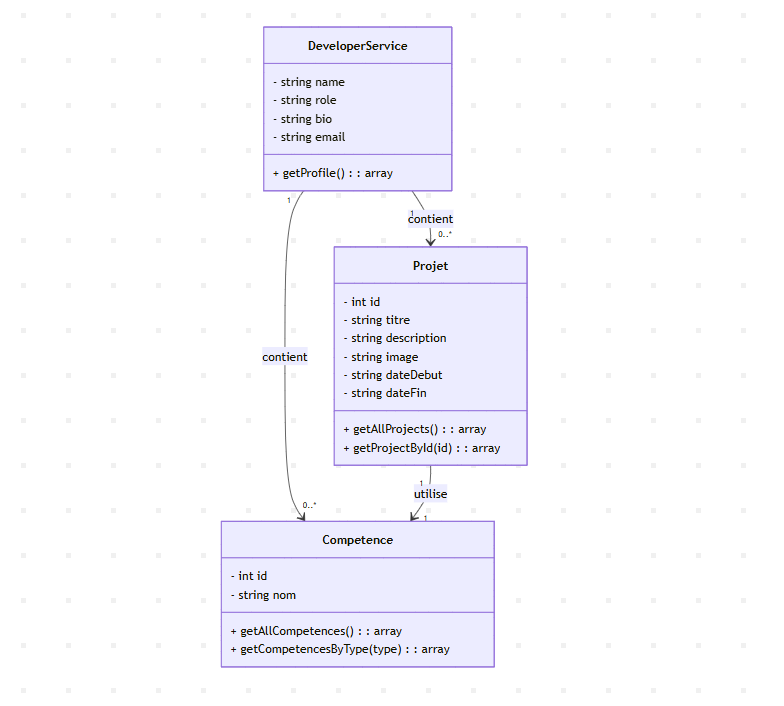 DeveloperService
- string name
- string role
- string bio
- string email
+ getProfile() : : array
1
1
contient
0..*
Projet
- int id
- string titre
- string description
- string image
- string dateDebut
- string dateFin
+ getAllProjects() : : array
+ getProjectById(id) : : array
contient
1
utilise
0..*
1
Competence
- int id
- string nom
+ getAllCompetences() : : array
+ getCompetencesByType(type) : : array